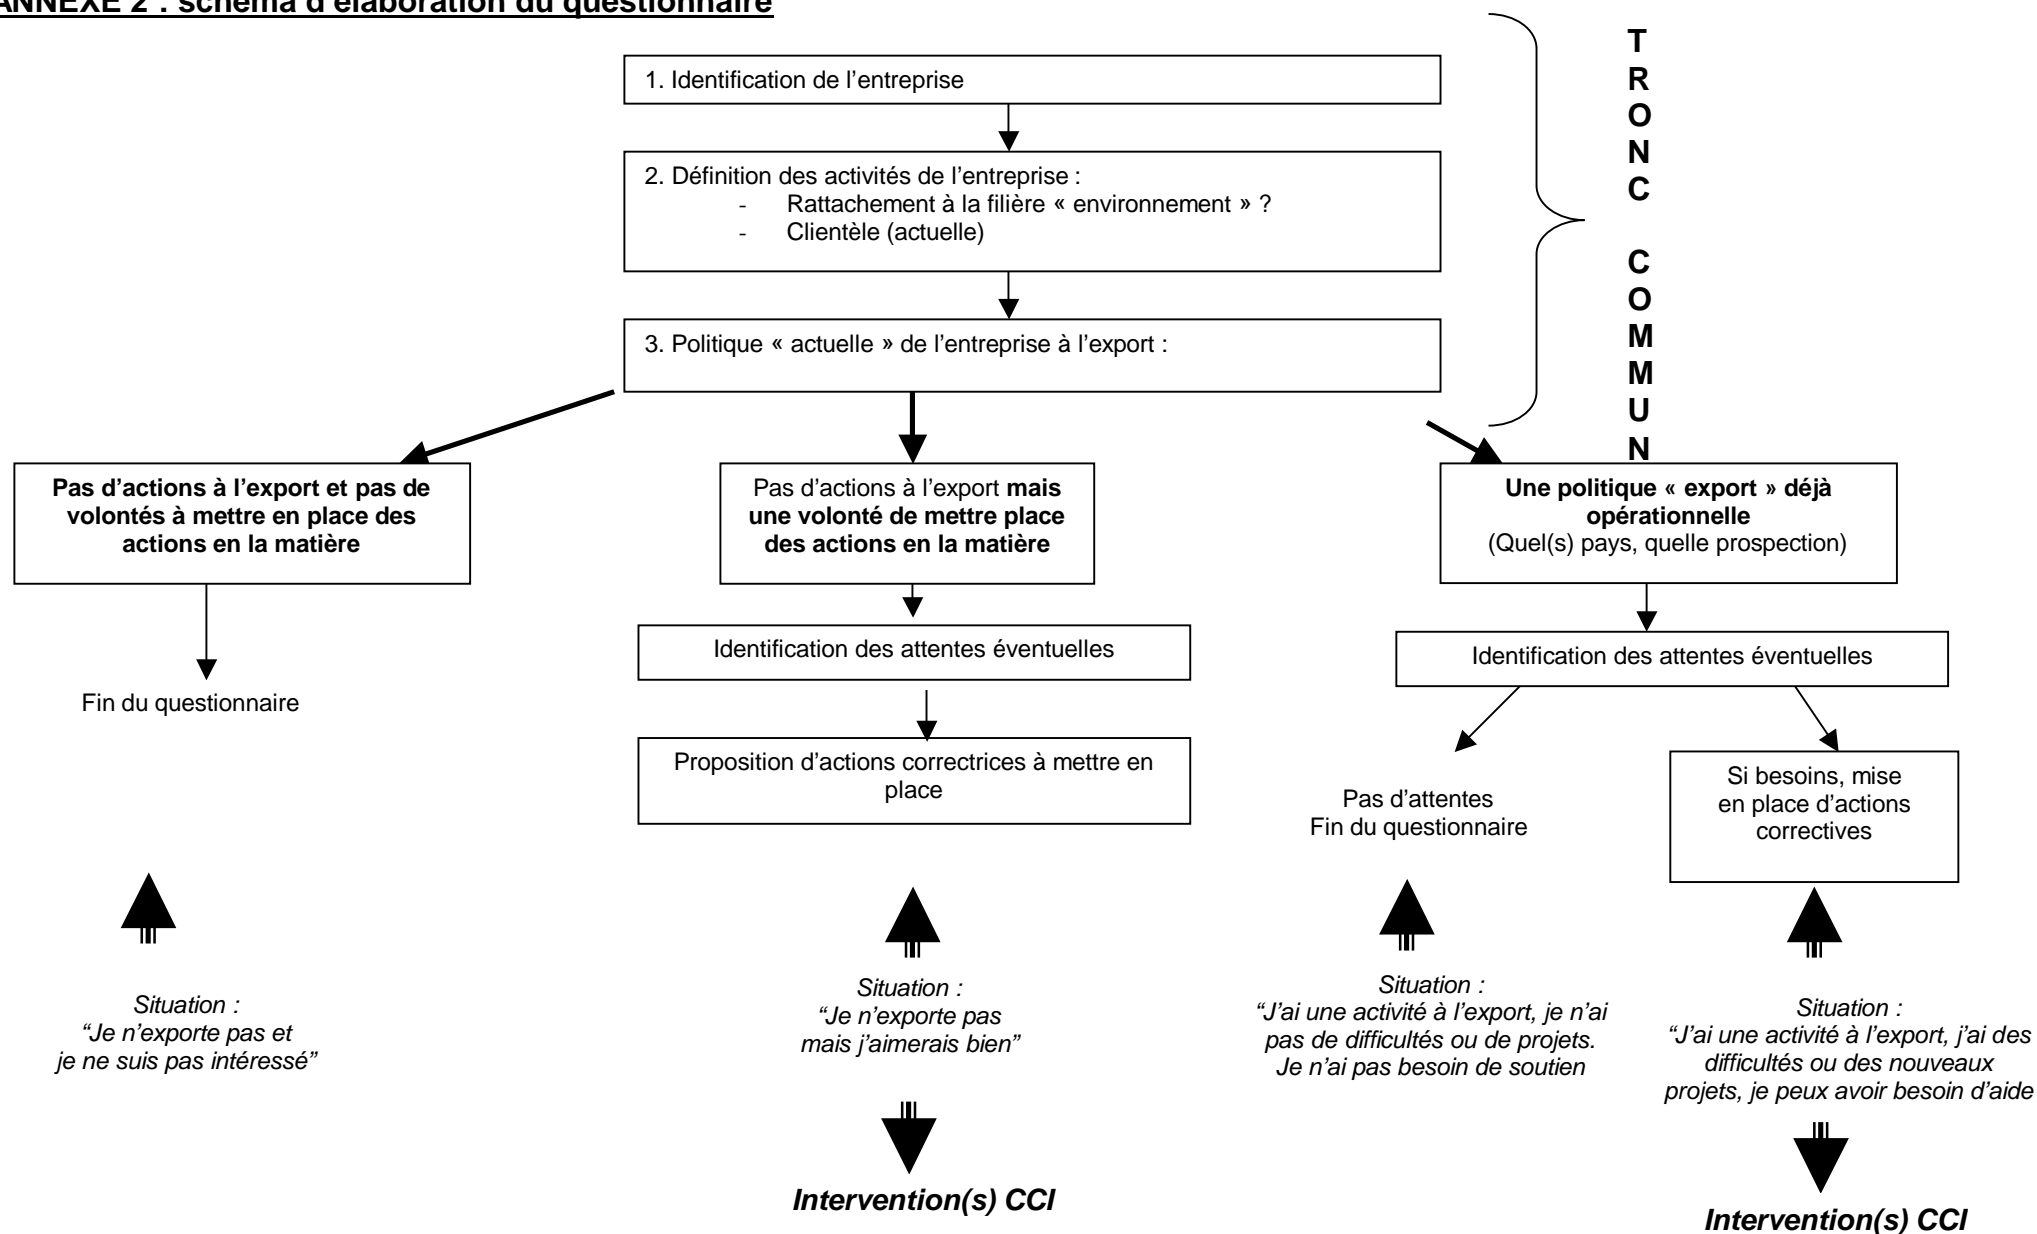 ANNEXE 2 : schéma d'élaboration du questionnaire
1. Identification de l'entreprise
2. Définition des activités de l'entreprise :
- Rattachement à la filière « environnement » ?
- Clientèle (actuelle)
3. Politique « actuelle » de l'entreprise à l'export :
T
R
O
N
C
C
O
M
M
U
N
Pas d'actions à l'export et pas de
volontés à mettre en place des
actions en la matière
Fin du questionnaire
Situation :
“Je n'exporte pas et
je ne suis pas intéressé”
Pas d'actions à l'export mais
une volonté de mettre place
des actions en la matière
Identification des attentes éventuelles
Proposition d'actions correctrices à mettre en
place
Situation :
“Je n'exporte pas
mais j'aimerais bien”
Intervention(s) CCI
Une politique « export » déjà
opérationnelle
(Quel(s) pays, quelle prospection)
Identification des attentes éventuelles
Pas d'attentes
Fin du questionnaire
Situation :
“J'ai une activité à l'export, je n'ai
pas de difficultés ou de projets.
Je n'ai pas besoin de soutien
Si besoins, mise
en place d'actions
correctives
Situation :
“J'ai une activité à l'export, j'ai des
difficultés ou des nouveaux
projets, je peux avoir besoin d'aide
Intervention(s) CCI